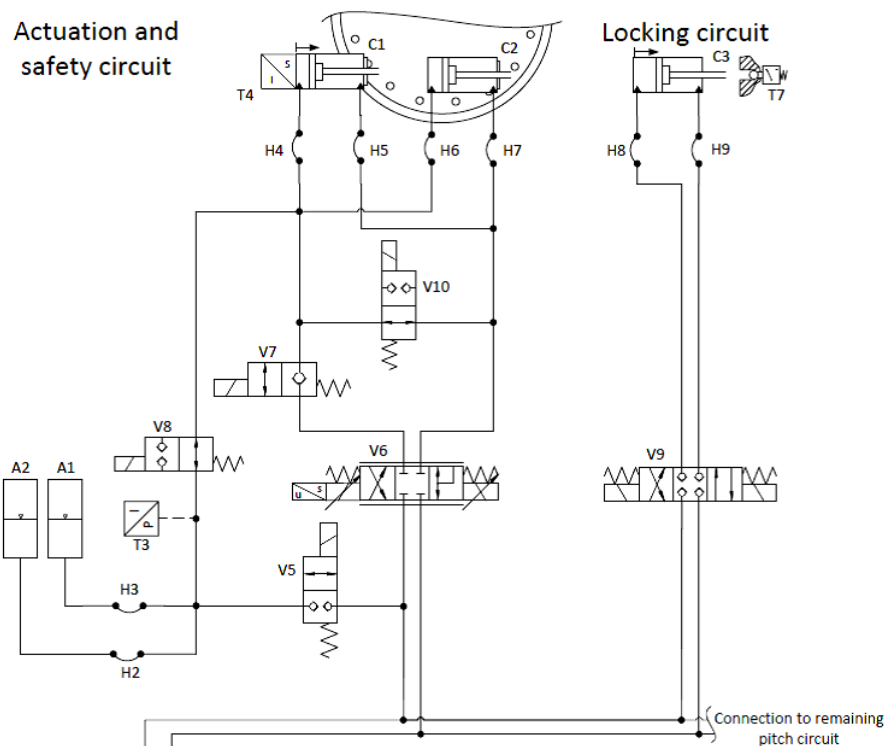 Actuation and
safety circuit
Locking circuit
C1
C2
C3
S
I
T4
T7
H4
H5
H6
H7
H8
H9
V10
V7
V8
V6
V9
A2
A1
u
s
I
P
T3
V5
H3
H2
Connection to remaining
pitch circuit